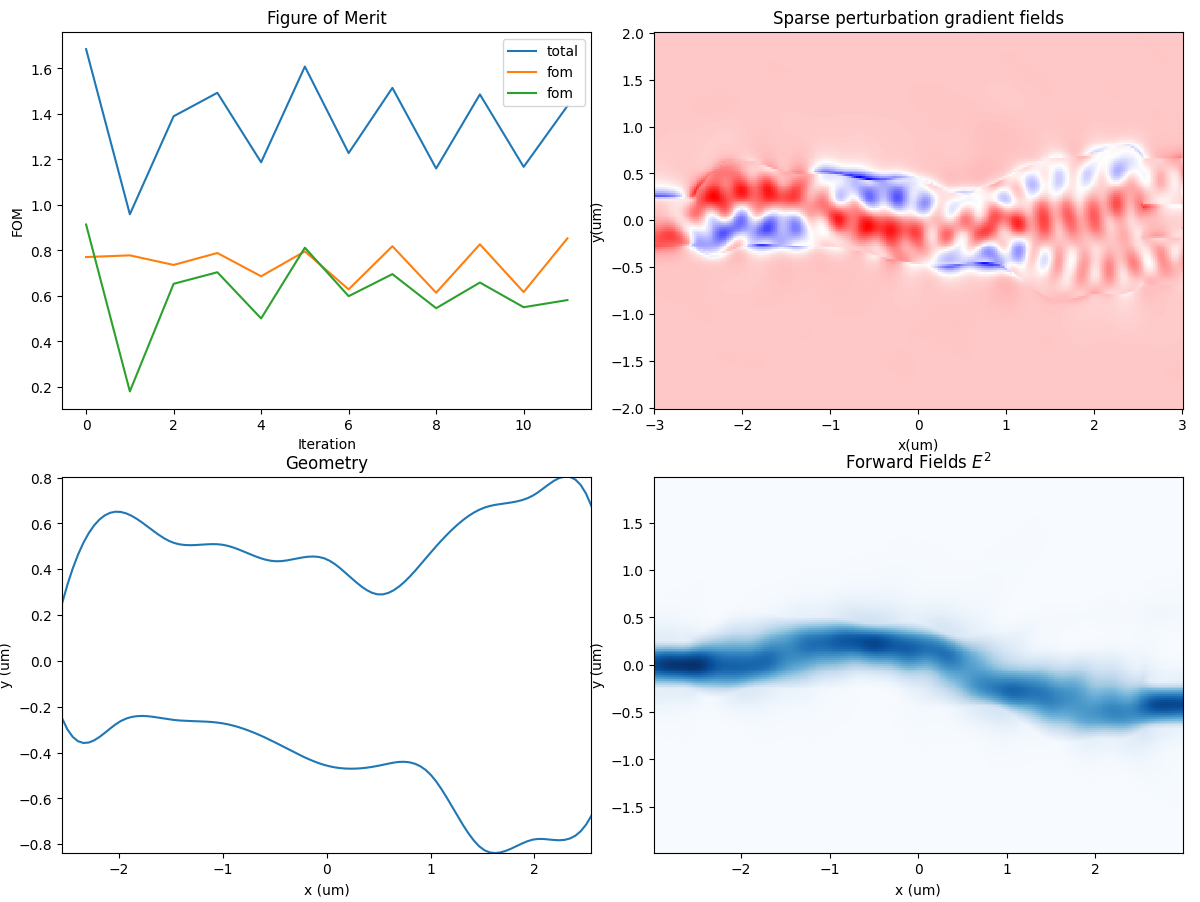 Figure of Merit
total
fom
fom
FOM
1.6
1.4
1.2
1.0
0.8
0.6
0.4
0.2
0 2 4 6 8 10
Iteration
Sparse perturbation gradient fields
y(um)
2.0
1.5
1.0
0.5
0.0
−0.5
−1.0
−1.5
−2.0
−3 −2 −1 0 1 2 3
x(um)
Geometry
y (um)
0.8
0.6
0.4
0.2
0.0
−0.2
−0.4
−0.6
−0.8
−2 −1 0 1 2
x (um)
Forward Fields E²
y (um)
1.5
1.0
0.5
0.0
−0.5
−1.0
−1.5
−2 −1 0 1 2
x (um)